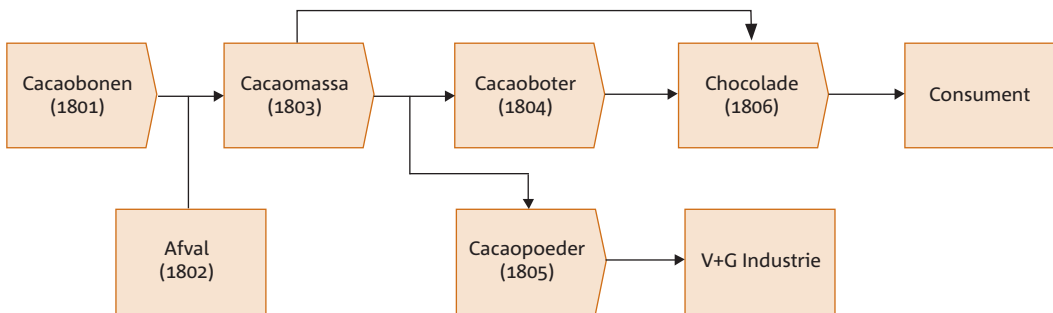 Cacaobonen
(1801)
Cacaomassa
(1803)
Cacaoboter
(1804)
Chocolade
(1806)
Consument
Afval
(1802)
Cacaopoeder
(1805)
V+G Industrie